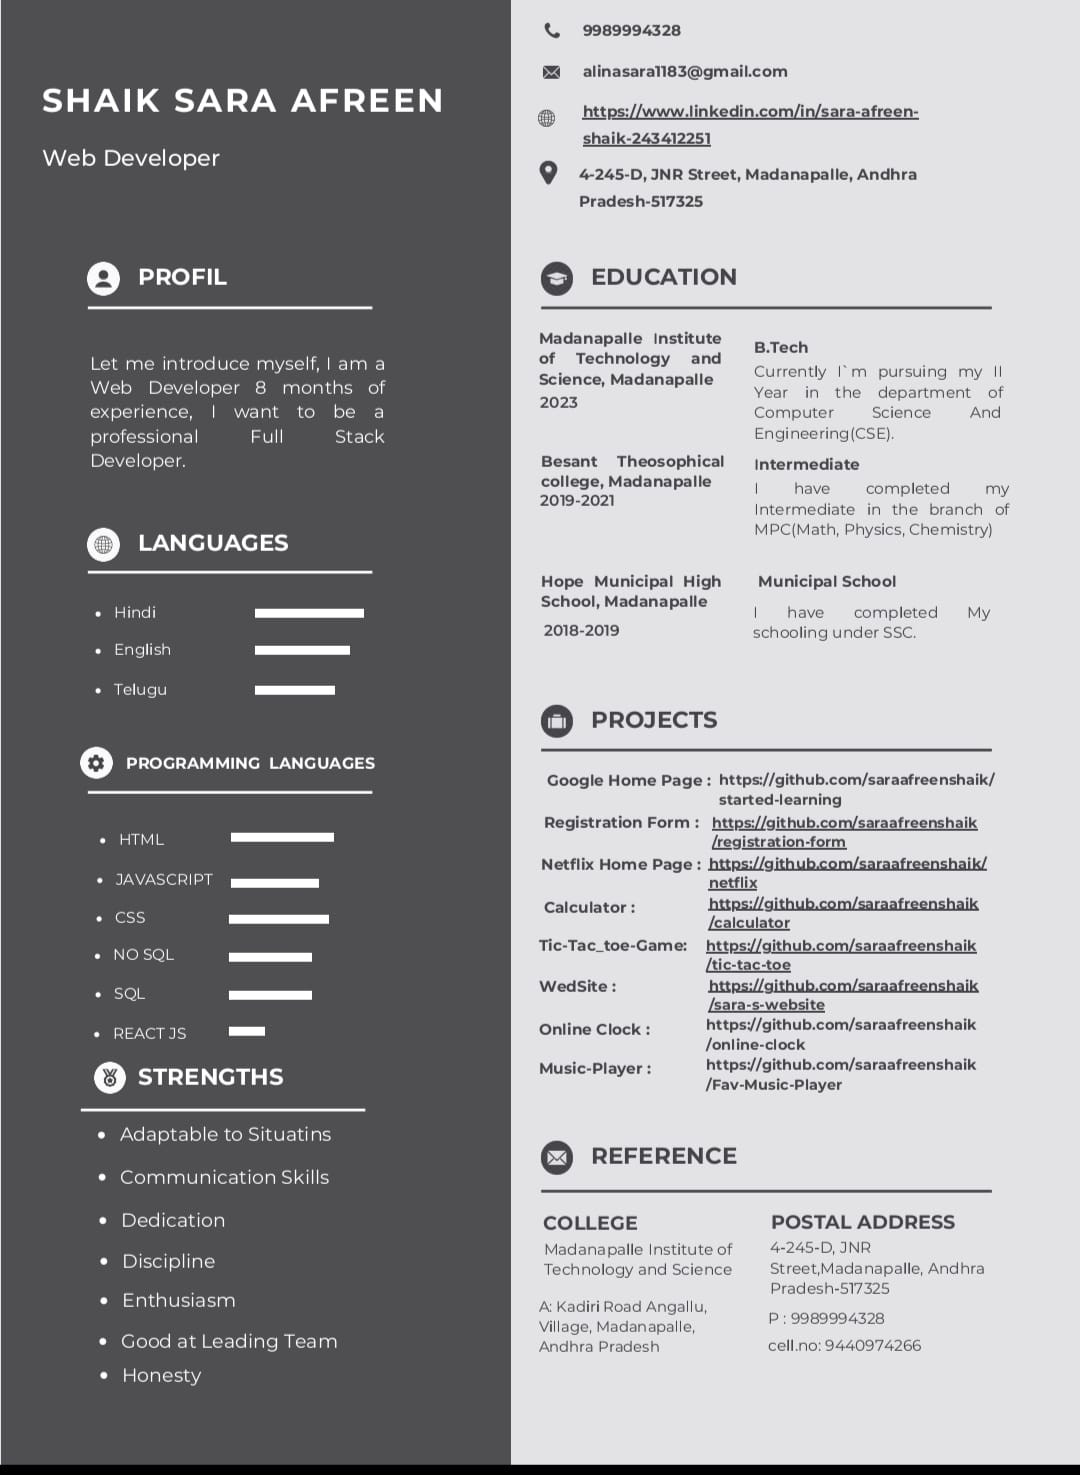 SHAIK SARA AFREEN
Web Developer
9989994328
alinasara1183@gmail.com
https://www.linkedin.com/in/sara-afreen-
shaik-243412251
4-245-D, JNR Street, Madanapalle, Andhra
Pradesh-517325
PROFIL
Let me introduce myself, I am a
Web Developer 8 months of
experience, I want to be a
professional Full Stack
Developer.
LANGUAGES
• Hindi
• English
• Telugu
PROGRAMMING LANGUAGES
• HTML
• JAVASCRIPT
• CSS
• NO SQL
• SQL
• REACT JS
STRENGTHS
• Adaptable to Situatins
• Communication Skills
• Dedication
• Discipline
• Enthusiasm
• Good at Leading Team
• Honesty
EDUCATION
Madanapalle Institute
of Technology and
Science, Madanapalle
2023
B.Tech
Currently I`m pursuing my II
Year in the department of
Computer Science And
Engineering(CSE).
Besant Theosophical
college, Madanapalle
2019-2021
Intermediate
I have completed my
Intermediate in the branch of
MPC(Math, Physics, Chemistry)
Hope Municipal High
School, Madanapalle
2018-2019
Municipal School
I have completed My
schooling under SSC.
PROJECTS
Google Home Page : https://github.com/saraafreenshaik/
started-learning
Registration Form : https://github.com/saraafreenshaik
/registration-form
Netflix Home Page : https://github.com/saraafreenshaik/
netflix
Calculator : https://github.com/saraafreenshaik
/calculator
Tic-Tac_toe-Game: https://github.com/saraafreenshaik
/tic-tac-toe
WedSite : https://github.com/saraafreenshaik
/sara-s-website
Online Clock : https://github.com/saraafreenshaik
/online-clock
Music-Player : https://github.com/saraafreenshaik
/Fav-Music-Player
REFERENCE
COLLEGE
Madanapalle Institute of
Technology and Science
A: Kadiri Road Angallu,
Village, Madanapalle,
Andhra Pradesh
POSTAL ADDRESS
4-245-D, JNR
Street,Madanapalle, Andhra
Pradesh-517325
P : 9989994328
cell.no: 9440974266